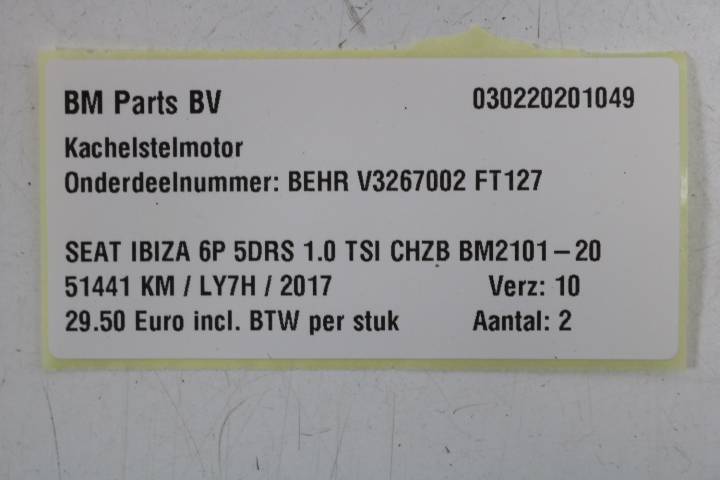 BM Parts BV 030220201049
Kachelstelmotor
Onderdeelnummer: BEHR V3267002 FT127
SEAT IBIZA 6P 5DRS 1.0 TSI CHZB BM2101-20
51441 KM / LY7H / 2017 Verz: 10
29.50 Euro incl. BTW per stuk Aantal: 2